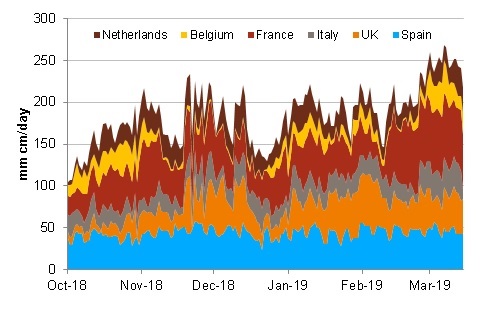 300
Netherlands Belgium France Italy UK Spain
250
200
150
100
50
0
mm cm/day
Oct-18 Nov-18 Dec-18 Jan-19 Feb-19 Mar-19